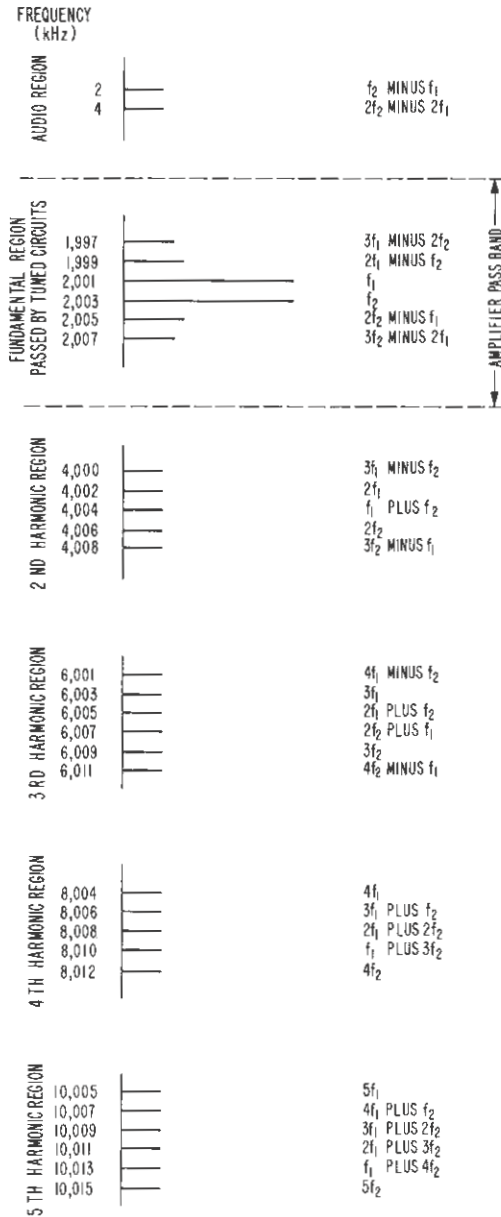 FREQUENCY
(kHz)
AUDIO REGION
2 f₂ MINUS f₁
4 2f₂ MINUS 2f₁
FUNDAMENTAL REGION
PASSED BY TUNED CIRCUITS
1,997 3f₁ MINUS 2f₂
1,999 2f₁ MINUS f₂
2,001 f₁
2,003 f₂
2,005 2f₂ MINUS f₁
2,007 3f₂ MINUS 2f₁
AMPLIFIER PASS BAND
2 ND HARMONIC REGION
4,000 3f₁ MINUS f₂
4,002 2f₁
4,004 f₁ PLUS f₂
4,006 2f₂
4,008 3f₂ MINUS f₁
3 RD HARMONIC REGION
6,001 4f₁ MINUS f₂
6,003 3f₁
6,005 2f₁ PLUS f₂
6,007 2f₂ PLUS f₁
6,009 3f₂
6,011 4f₂ MINUS f₁
4 TH HARMONIC REGION
8,004 4f₁
8,006 3f₁ PLUS f₂
8,008 2f₁ PLUS 2f₂
8,010 f₁ PLUS 3f₂
8,012 4f₂
5 TH HARMONIC REGION
10,005 5f₁
10,007 4f₁ PLUS f₂
10,009 3f₁ PLUS 2f₂
10,011 2f₁ PLUS 3f₂
10,013 f₁ PLUS 4f₂
10,015 5f₂